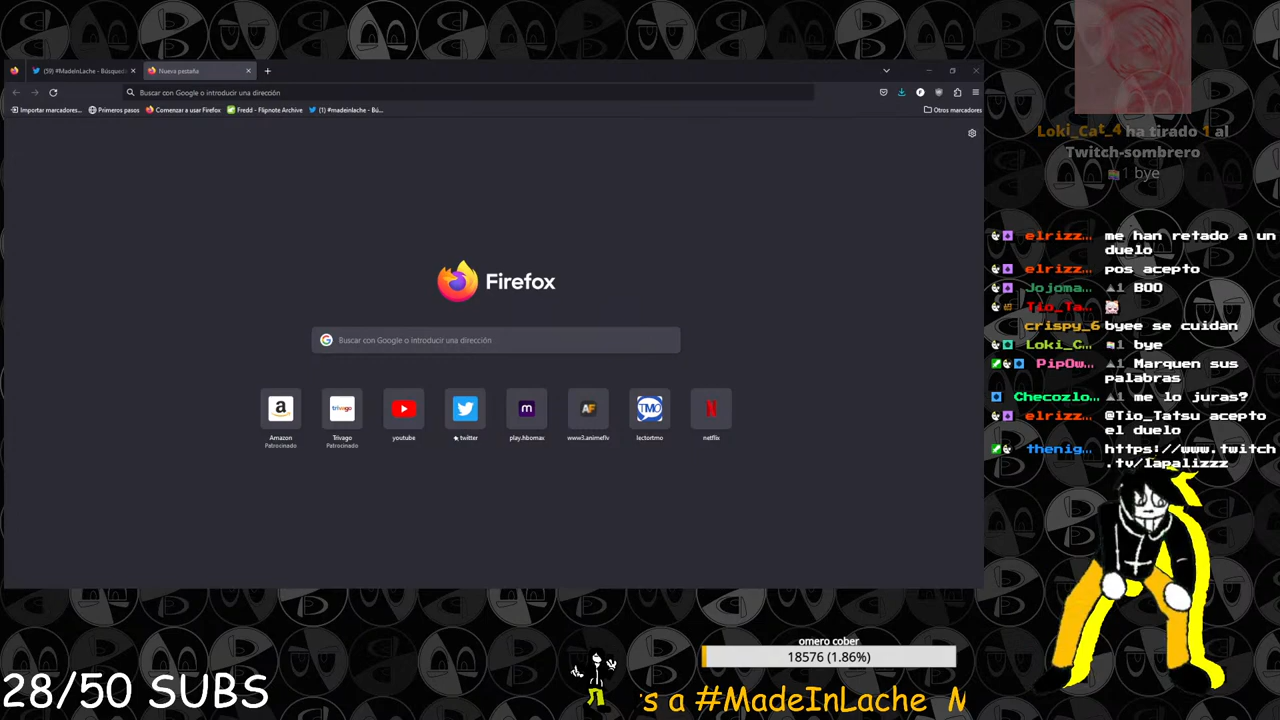 (59) #MadeInLache - Búsqued
Nueva pestaña
Buscar con Google o introducir una dirección
Importar marcadores...
Primeros pasos
Comenzar a usar Firefox
Fredd - Flipnote Archive
(1) #madeinlache - Bú...
Otros marcadores
Firefox
Buscar con Google o introducir una dirección
Amazon
Patrocinado
trivago
Trivago
Patrocinado
youtube
twitter
play.hbomax
AF
www3.animeflv
TMO
lectortmo
netflix
Loki_Cat_4 ha tirado 1 al
Twitch-sombrero
1 bye
elrizz... me han retado a un
duelo
elrizz... pos acepto
Jojoma... 1 BOO
Tio_Ta...
crispy_6 byee se cuidan
Loki_C... 1 bye
PipOw... 1 Marquen sus
palabras
Checozlo... 1 me lo juras?
elrizz... @Tio_Tatsu acepto
el duelo
thenig... https://www.twitch
.tv/lapalizzz
28/50 SUBS
omero cober
18576 (1.86%)
s a #MadeInLache M